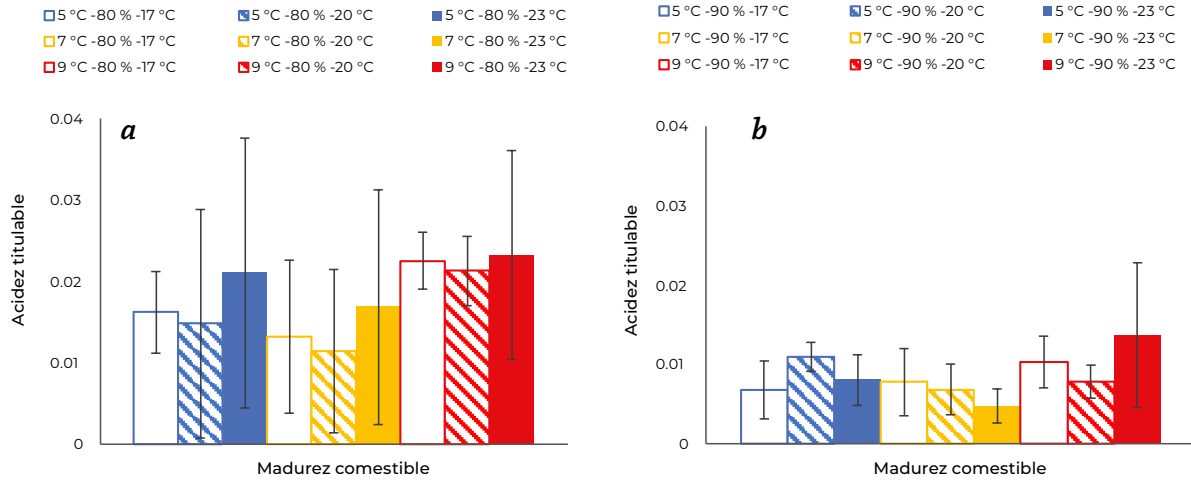 5 °C -80 % -17 °C 5 °C -80 % -20 °C 5 °C -80 % -23 °C
7 °C -80 % -17 °C 7 °C -80 % -20 °C 7 °C -80 % -23 °C
9 °C -80 % -17 °C 9 °C -80 % -20 °C 9 °C -80 % -23 °C
a
Acidez titulable
0.04
0.03
0.02
0.01
0
Madurez comestible
5 °C -90 % -17 °C 5 °C -90 % -20 °C 5 °C -90 % -23 °C
7 °C -90 % -17 °C 7 °C -90 % -20 °C 7 °C -90 % -23 °C
9 °C -90 % -17 °C 9 °C -90 % -20 °C 9 °C -90 % -23 °C
b
Acidez titulable
0.04
0.03
0.02
0.01
0
Madurez comestible